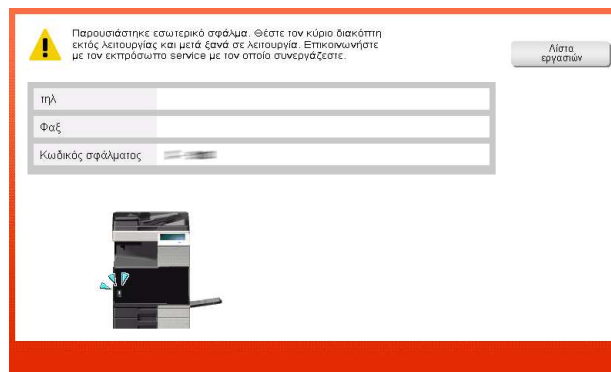 Παρουσιάστηκε εσωτερικό σφάλμα. Θέστε τον κύριο διακόπτη
εκτός λειτουργίας και μετά ξανά σε λειτουργία. Επικοινωνήστε
με τον εκπρόσωπο service με τον οποίο συνεργάζεστε.
Λίστα
εργασιών
τηλ
Φαξ
Κωδικός σφάλματος